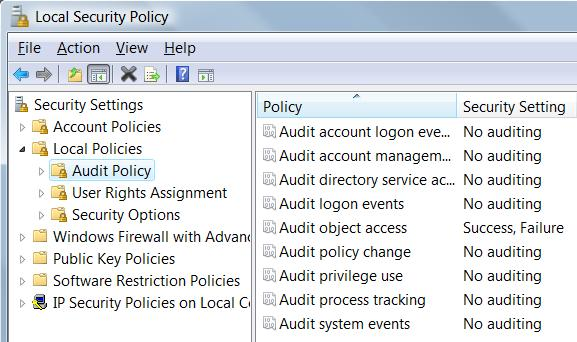 Local Security Policy
File Action View Help
Security Settings
Account Policies
Local Policies
Audit Policy
User Rights Assignment
Security Options
Windows Firewall with Advan
Public Key Policies
Software Restriction Policies
IP Security Policies on Local Co
Policy Security Setting
Audit account logon eve... No auditing
Audit account managem... No auditing
Audit directory service ac... No auditing
Audit logon events No auditing
Audit object access Success, Failure
Audit policy change No auditing
Audit privilege use No auditing
Audit process tracking No auditing
Audit system events No auditing